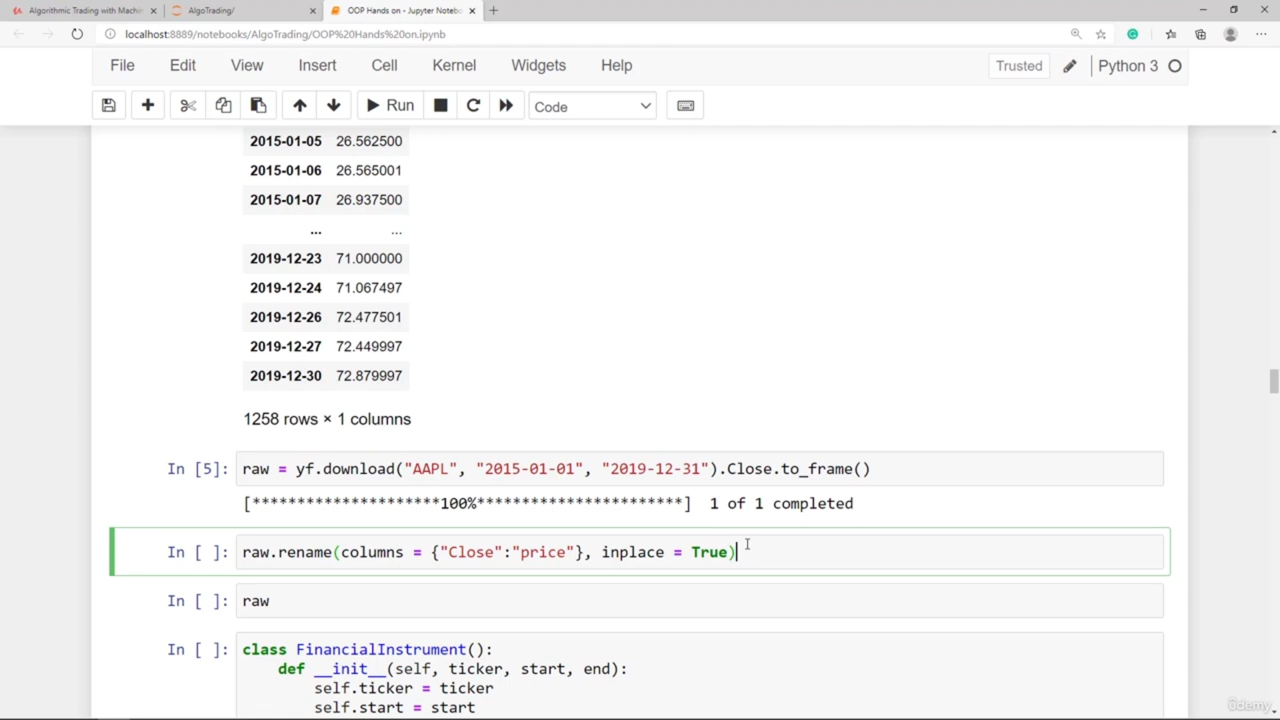 Algorithmic Trading with Machi
AlgoTrading/
OOP Hands on - Jupyter Notebo
localhost:8889/notebooks/AlgoTrading/OOP%20Hands%20on.ipynb
File Edit View Insert Cell Kernel Widgets Help
Trusted
Python 3
Run
Code
2015-01-05 26.562500
2015-01-06 26.565001
2015-01-07 26.937500
... ...
2019-12-23 71.000000
2019-12-24 71.067497
2019-12-26 72.477501
2019-12-27 72.449997
2019-12-30 72.879997
1258 rows × 1 columns
In [5]: raw = yf.download("AAPL", "2015-01-01", "2019-12-31").Close.to_frame()
[*********************100%***********************] 1 of 1 completed
In [ ]: raw.rename(columns = {"Close":"price"}, inplace = True)
In [ ]: raw
In [ ]: class FinancialInstrument():
def __init__(self, ticker, start, end):
self.ticker = ticker
self.start = start
ûdemy